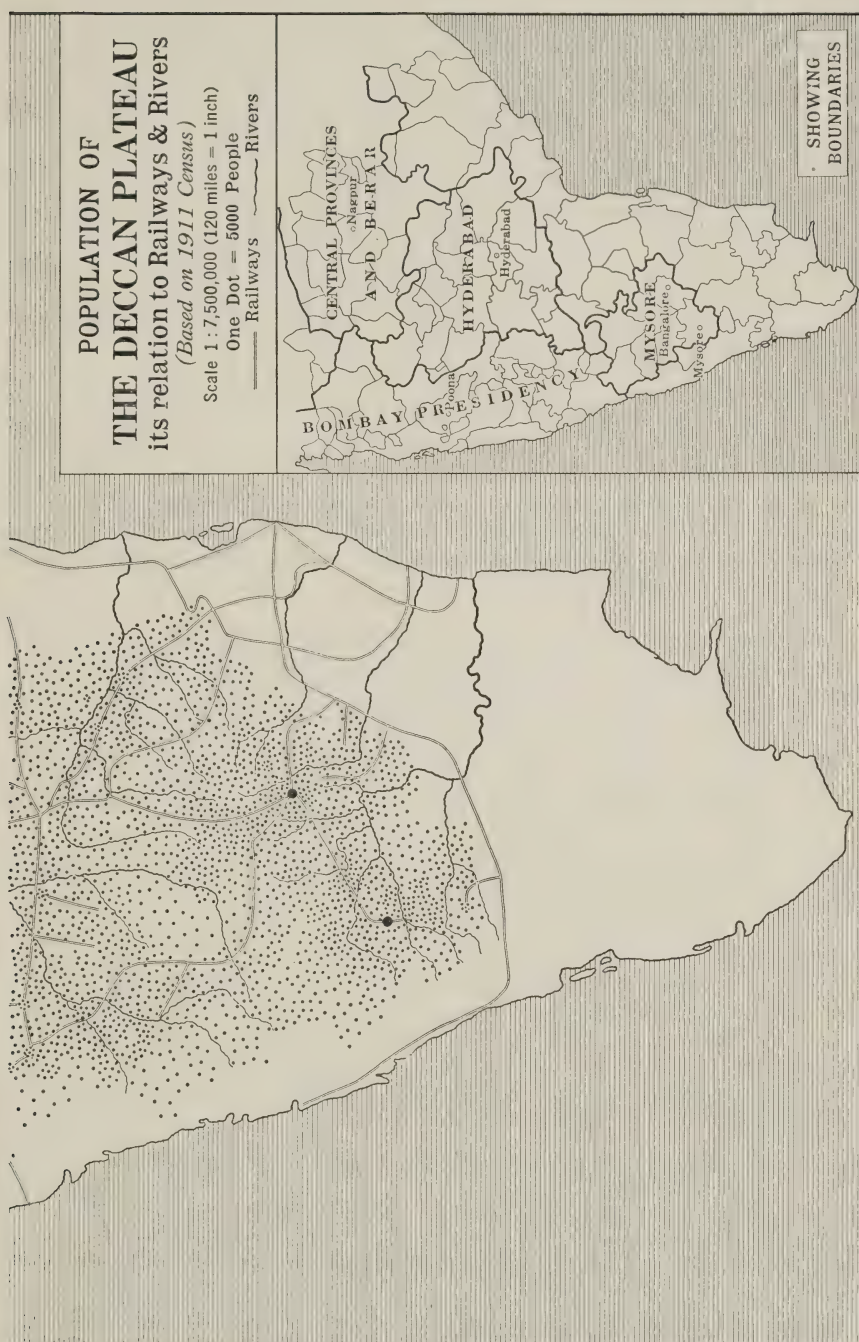 POPULATION OF
THE DECCAN PLATEAU
its relation to Railways & Rivers
(Based on 1911 Census)
Scale 1:7,500,000 (120 miles = 1 inch)
One Dot = 5000 People
Railways Rivers
CENTRAL PROVINCES
Nagpur
AND BERAR
HYDERABAD
Hyderabad
BOMBAY PRESIDENCY
Poona
MYSORE
Bangalore
Mysore
SHOWING
BOUNDARIES